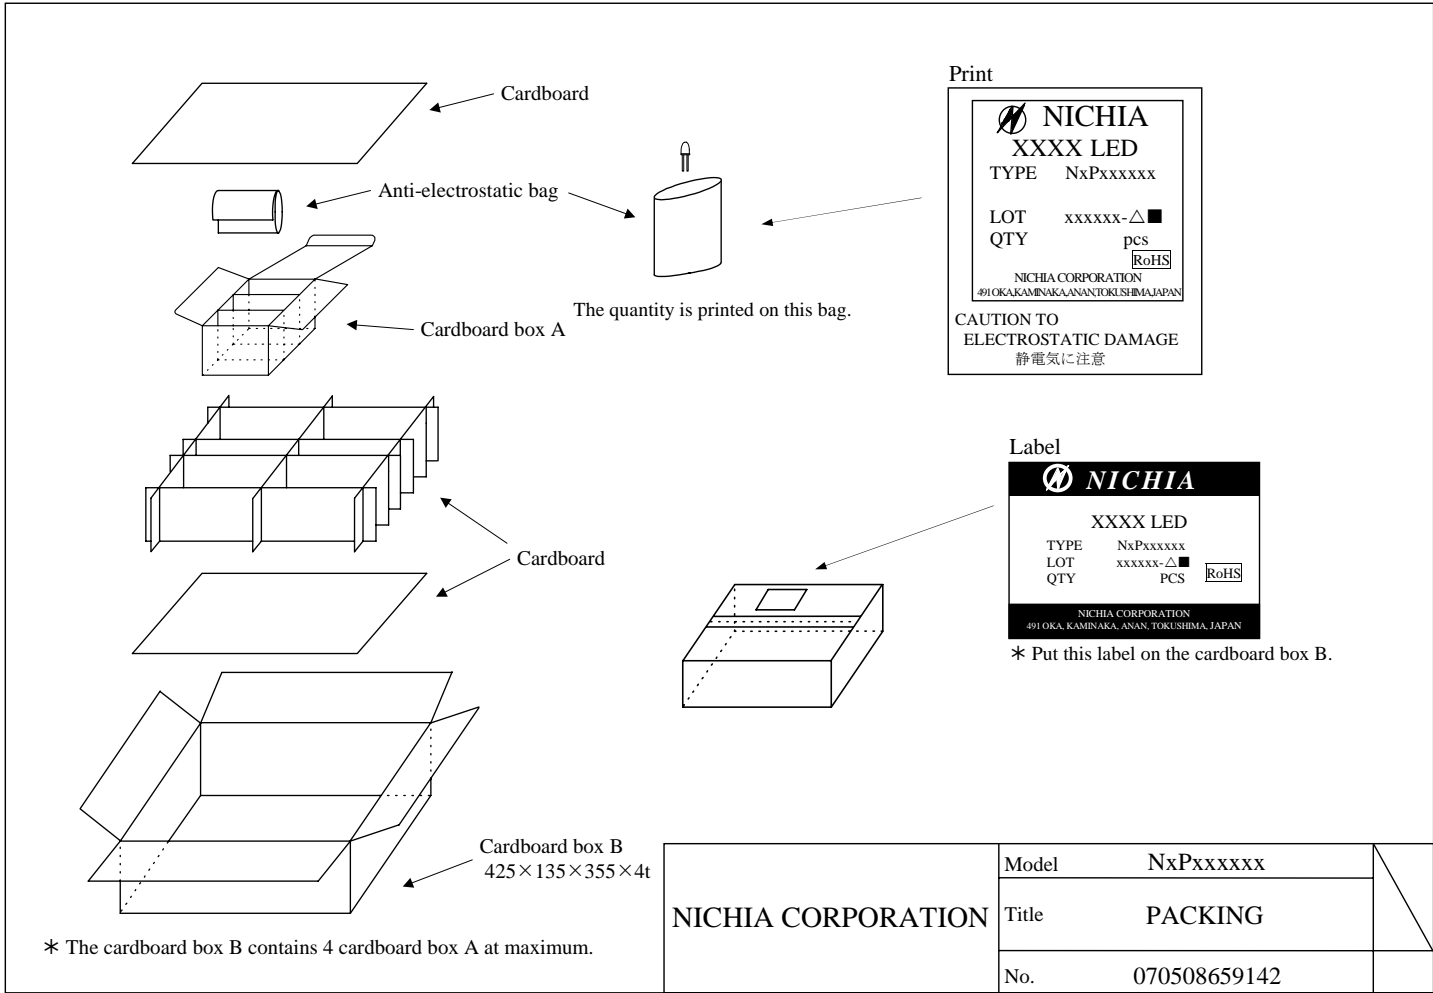 Cardboard
Anti-electrostatic bag
Cardboard box A
The quantity is printed on this bag.
Print
NICHIA
XXXX LED
TYPE NxPxxxxxx
LOT xxxxxx-△■
QTY pcs
RoHS
NICHIA CORPORATION
491 OKA,KAMINAKA,ANAN,TOKUSHIMA,JAPAN
CAUTION TO
ELECTROSTATIC DAMAGE
静電気に注意
Cardboard
Label
NICHIA
XXXX LED
TYPE NxPxxxxxx
LOT xxxxxx-△■
QTY PCS
RoHS
NICHIA CORPORATION
491 OKA, KAMINAKA, ANAN, TOKUSHIMA, JAPAN
＊ Put this label on the cardboard box B.
Cardboard box B
425×135×355×4t
＊ The cardboard box B contains 4 cardboard box A at maximum.
NICHIA CORPORATION
Model NxPxxxxxx
Title PACKING
No. 070508659142